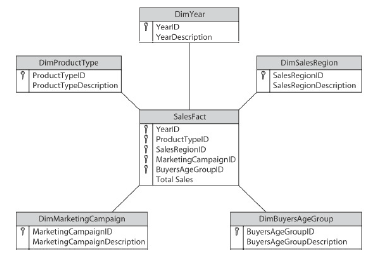 DimYear
YearID
YearDescription
DimProductType
ProductTypeID
ProductTypeDescription
DimSalesRegion
SalesRegionID
SalesRegionDescription
SalesFact
YearID
ProductTypeID
SalesRegionID
MarketingCampaignID
BuyersAgeGroupID
Total Sales
DimMarketingCampaign
MarketingCampaignID
MarketingCampaignDescription
DimBuyersAgeGroup
BuyersAgeGroupID
BuyersAgeGroupDescription